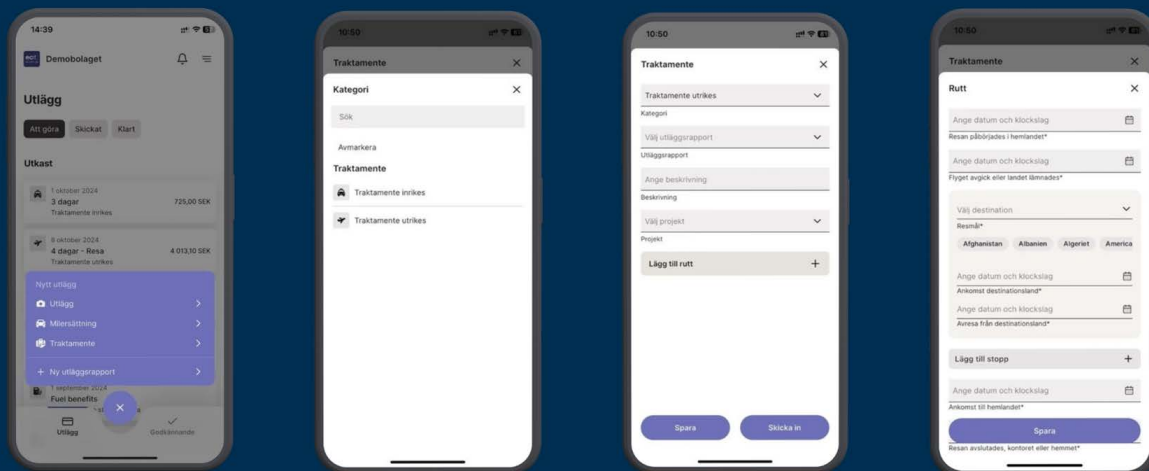 14:39
Demobolaget
Utlägg
Att göra
Skickat
Klart
Utkast
1 oktober 2024
3 dagar
725,00 SEK
Traktamente inrikes
8 oktober 2024
4 dagar - Resa
4 013,10 SEK
Traktamente utrikes
Nytt utlägg
Utlägg
Milersättning
Traktamente
+ Ny utläggsrapport
1 september 2024
Fuel benefits
Utlägg
Godkännande
10:50
Traktamente
Kategori
Sök
Avmarkera
Traktamente
Traktamente inrikes
Traktamente utrikes
10:50
Traktamente
Traktamente utrikes
Kategori
Välj utläggsrapport
Utläggsrapport
Ange beskrivning
Beskrivning
Välj projekt
Projekt
Lägg till rutt +
Spara
Skicka in
10:50
Traktamente
Rutt
Ange datum och klockslag
Resan påbörjades i hemlandet*
Ange datum och klockslag
Flyget avgick eller landet lämnades*
Välj destination
Resmål*
Afghanistan
Albanien
Algeriet
America
Ange datum och klockslag
Ankomst destinationsland*
Ange datum och klockslag
Avresa från destinationsland*
Lägg till stopp +
Ange datum och klockslag
Ankomst till hemlandet*
Spara
Resan avslutades, kontoret eller hemmet*